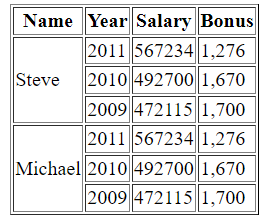 Name Year Salary Bonus
Steve 2011 567234 1,276
2010 492700 1,670
2009 472115 1,700
Michael 2011 567234 1,276
2010 492700 1,670
2009 472115 1,700